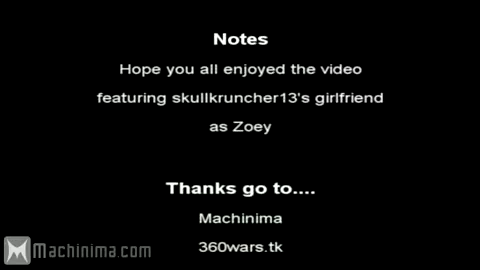 Notes
Hope you all enjoyed the video
featuring skullkruncher13's girlfriend
as Zoey
Thanks go to....
Machinima
360wars.tk
Machinima.com